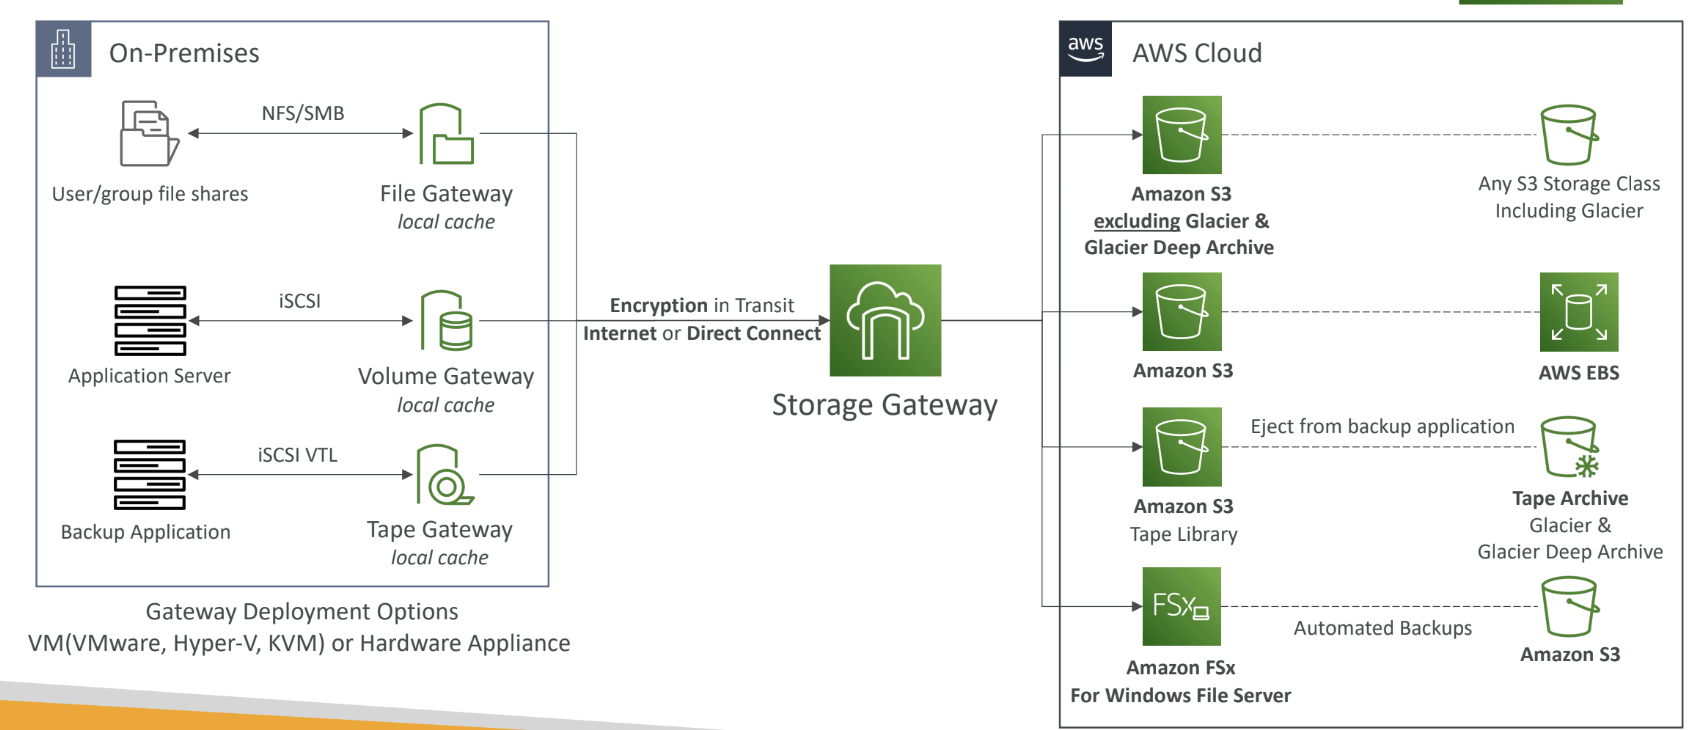 On-Premises
NFS/SMB
User/group file shares
File Gateway
local cache
iSCSI
Application Server
Volume Gateway
local cache
iSCSI VTL
Backup Application
Tape Gateway
local cache
Gateway Deployment Options
VM(VMware, Hyper-V, KVM) or Hardware Appliance
Encryption in Transit
Internet or Direct Connect
Storage Gateway
aws
AWS Cloud
Amazon S3
excluding Glacier &
Glacier Deep Archive
Any S3 Storage Class
Including Glacier
Amazon S3
AWS EBS
Amazon S3
Tape Library
Eject from backup application
Tape Archive
Glacier &
Glacier Deep Archive
FSx
Amazon FSx
For Windows File Server
Automated Backups
Amazon S3